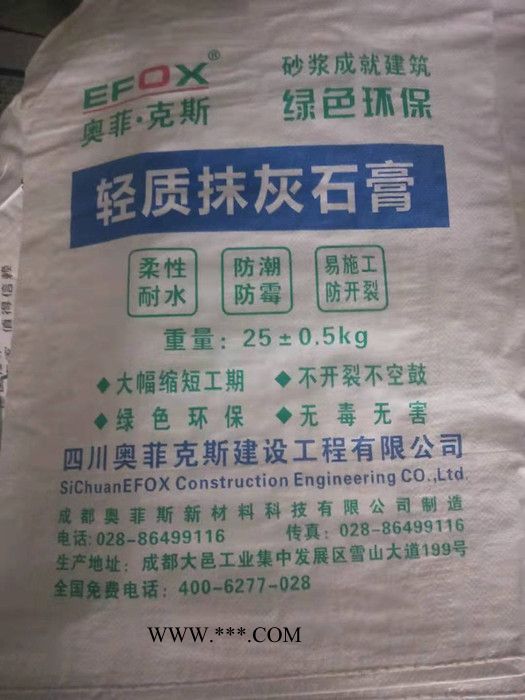 EFOX®
奥菲·克斯
砂浆成就建筑
绿色环保
轻质抹灰石膏
柔性
耐水
防潮
防霉
易施工
防开裂
重量：25±0.5kg
◆大幅缩短工期 ◆不开裂不空鼓
◆绿色环保 ◆无毒无害
四川奥菲克斯建设工程有限公司
SiChuanEFOX Construction Engineering CO.,Ltd
成都奥菲斯新材料科技有限公司制造
电话:028-86499116 传真：028-86499116
生产地址：成都大邑工业集中发展区雪山大道199号
全国免费电话：400-6277-028
WWW.***.COM
值得信赖